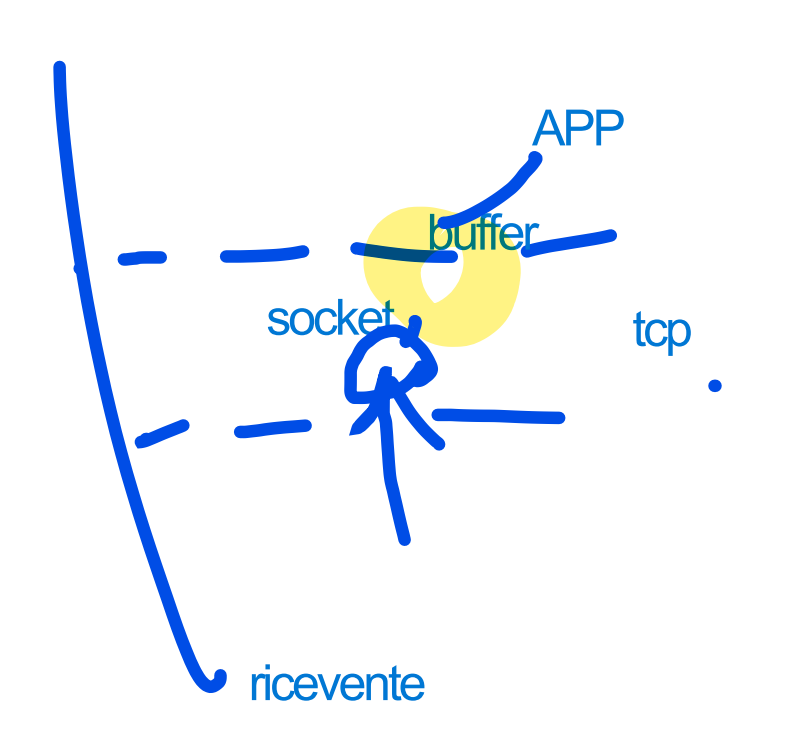 APP
buffer
socket
tcp
ricevente